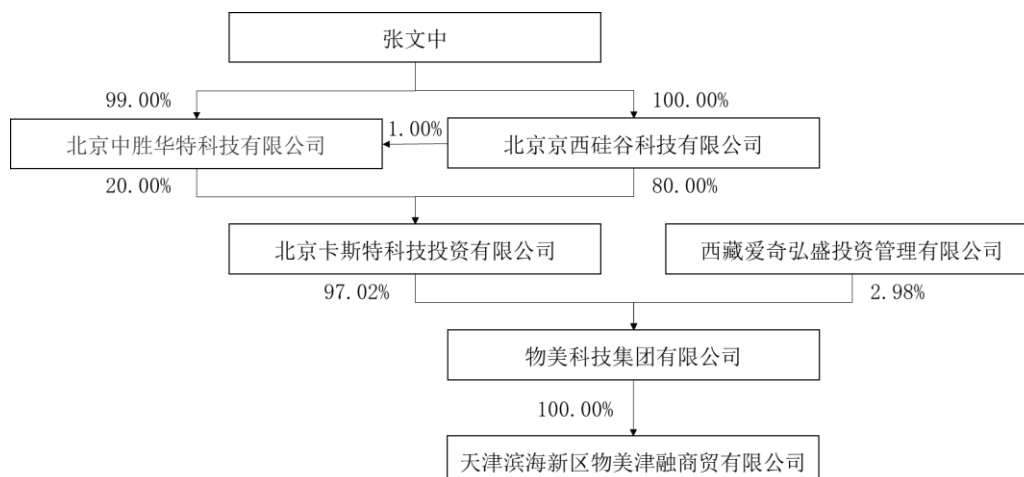 张文中
99.00%
100.00%
北京中胜华特科技有限公司
1.00%
北京京西硅谷科技有限公司
20.00%
80.00%
北京卡斯特科技投资有限公司
西藏爱奇弘盛投资管理有限公司
97.02%
2.98%
物美科技集团有限公司
100.00%
天津滨海新区物美津融商贸有限公司